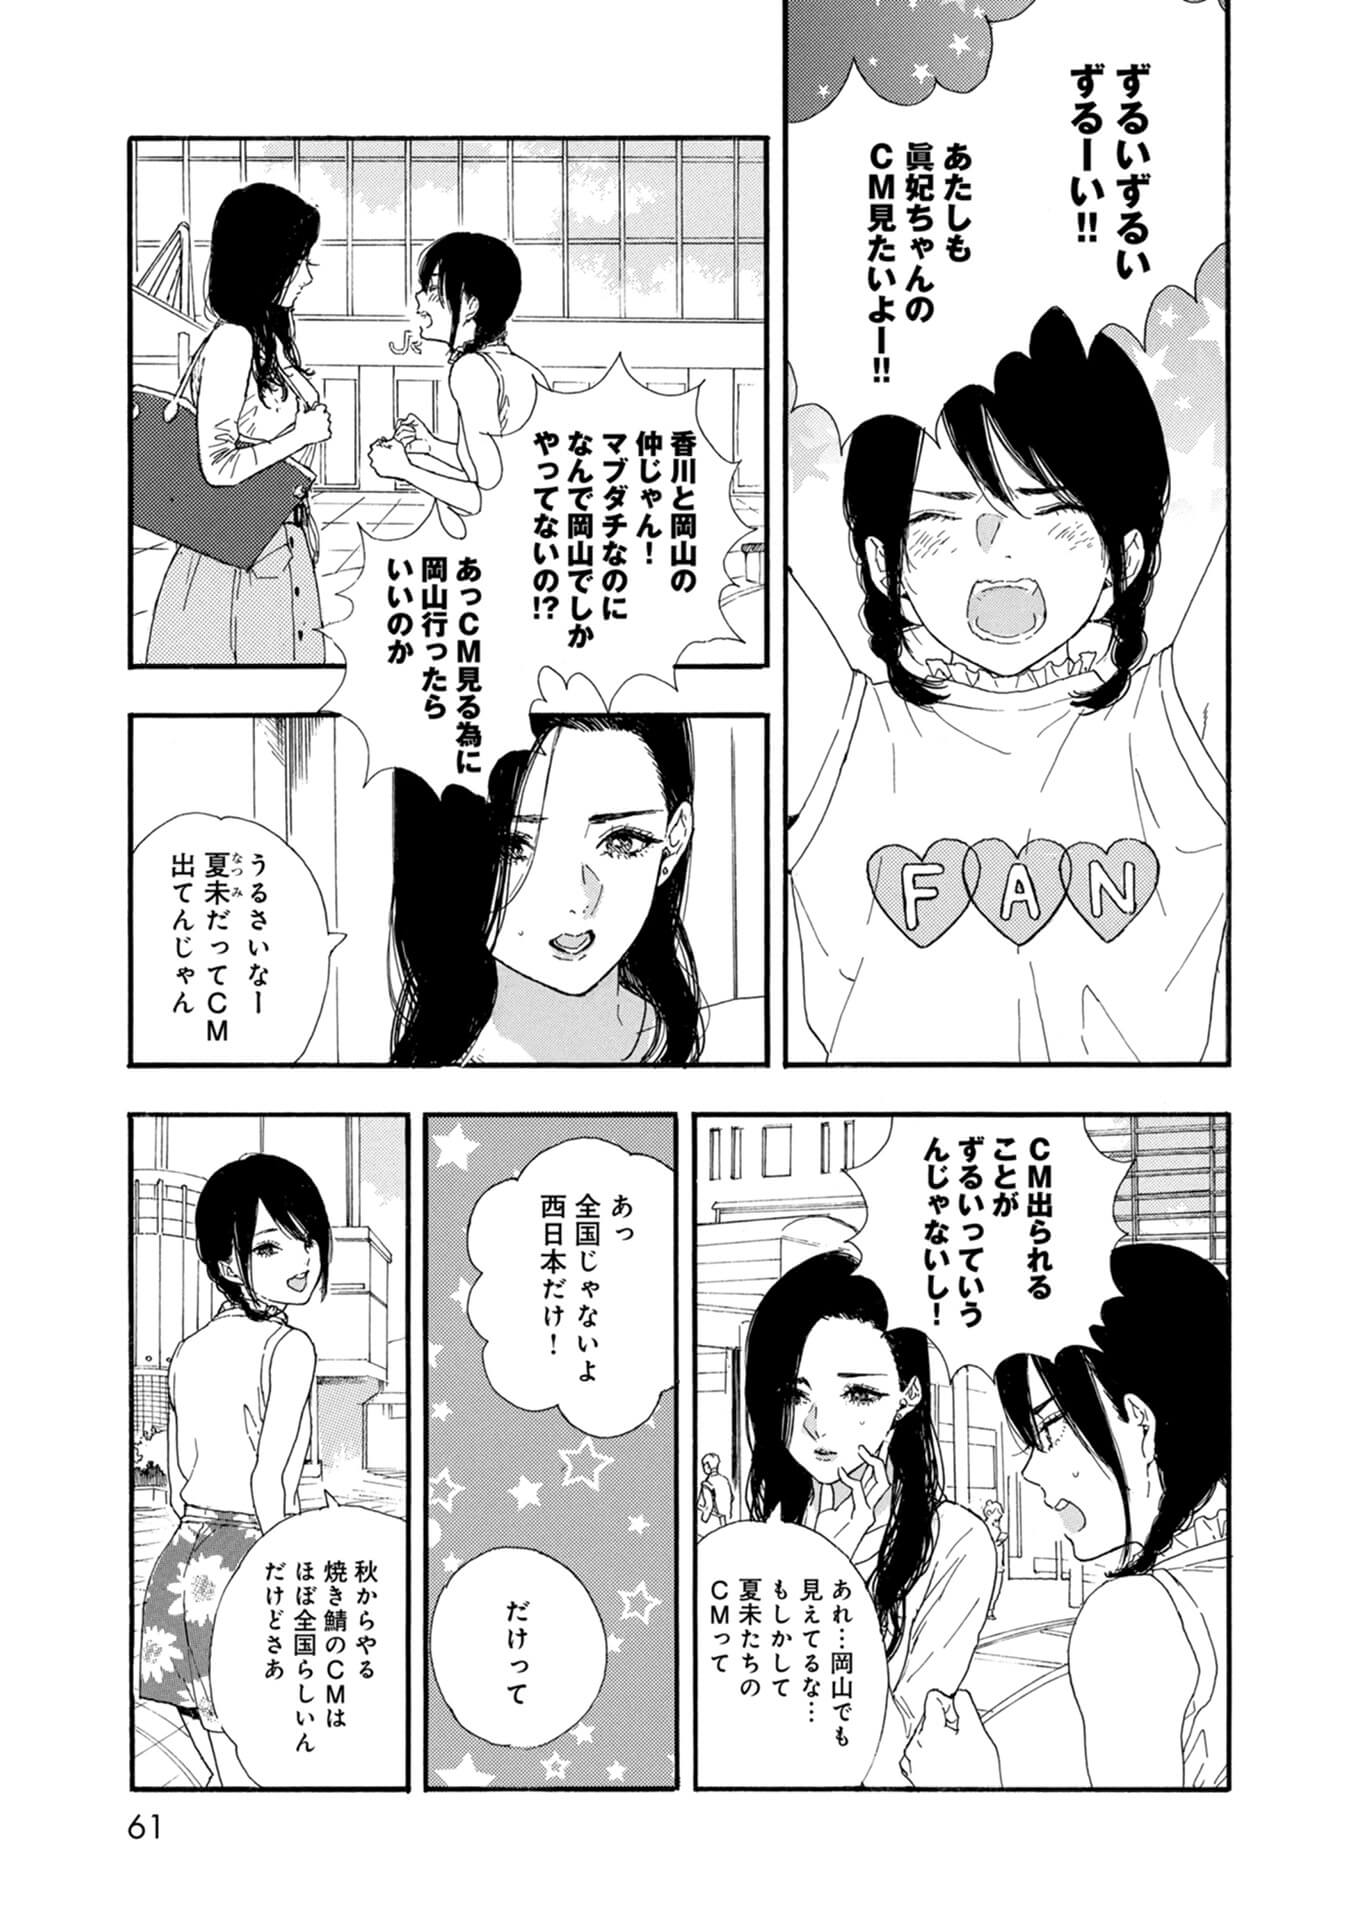 ずるいずるい
ずるーい!!
あたしも
眞妃ちゃんの
CM見たいよー!!
FAN
JR
香川と岡山の
仲じゃん!
マブダチなのに
なんで岡山でしか
やってないの!?
あっCM見る為に
岡山行ったら
いいのか
うるさいなー
夏未だってCM
なつみ
出てんじゃん
CM出られる
ことが
ずるいっていう
んじゃないし!
あれ…岡山でも
見えてるな…
もしかして
夏未たちの
CMって
あっ
全国じゃないよ
西日本だけ!
だけって
秋からやる
焼き鯖のCMは
ほぼ全国らしいん
だけどさあ
61